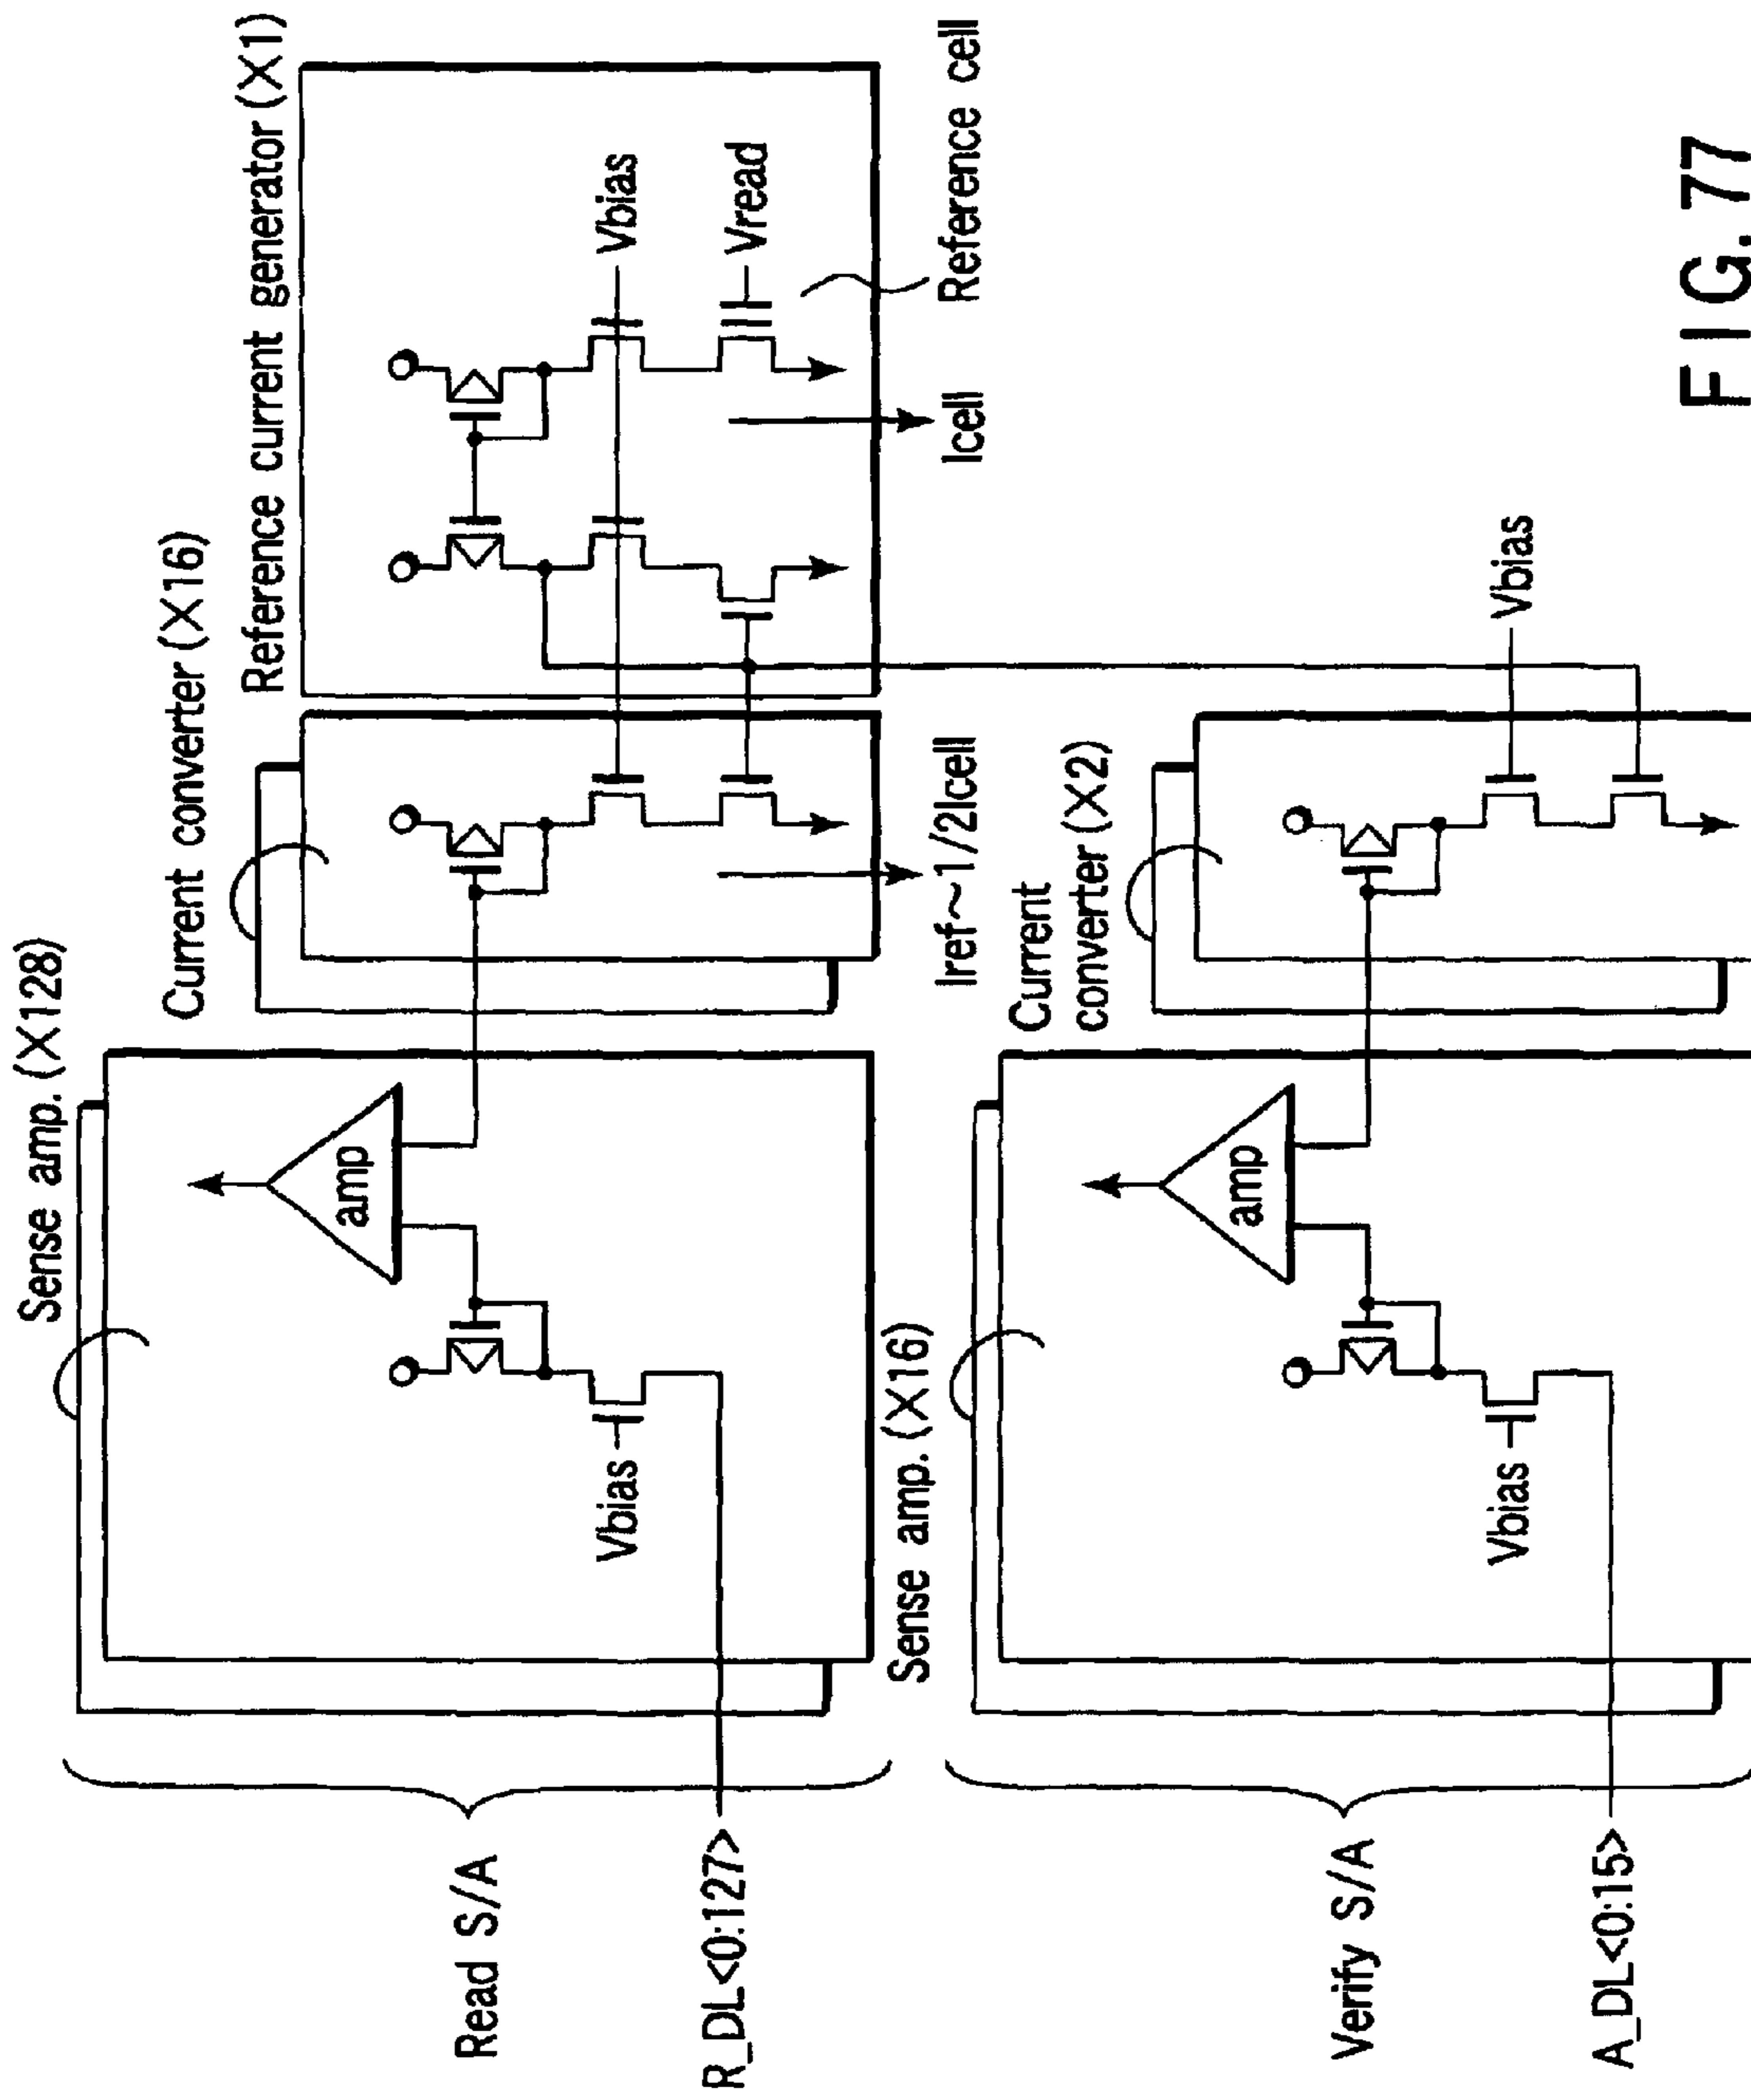 Sense amp. (X128)
Current converter (X16)
Reference current generator (X1)
amp
Vbias
Vbias
Vread
Reference cell
Icell
Iref~1/2Icell
Read S/A
R_DL<0:127>
Sense amp. (X16)
Current
converter (X2)
amp
Vbias
Vbias
Verify S/A
A_DL<0:15>
FIG. 77